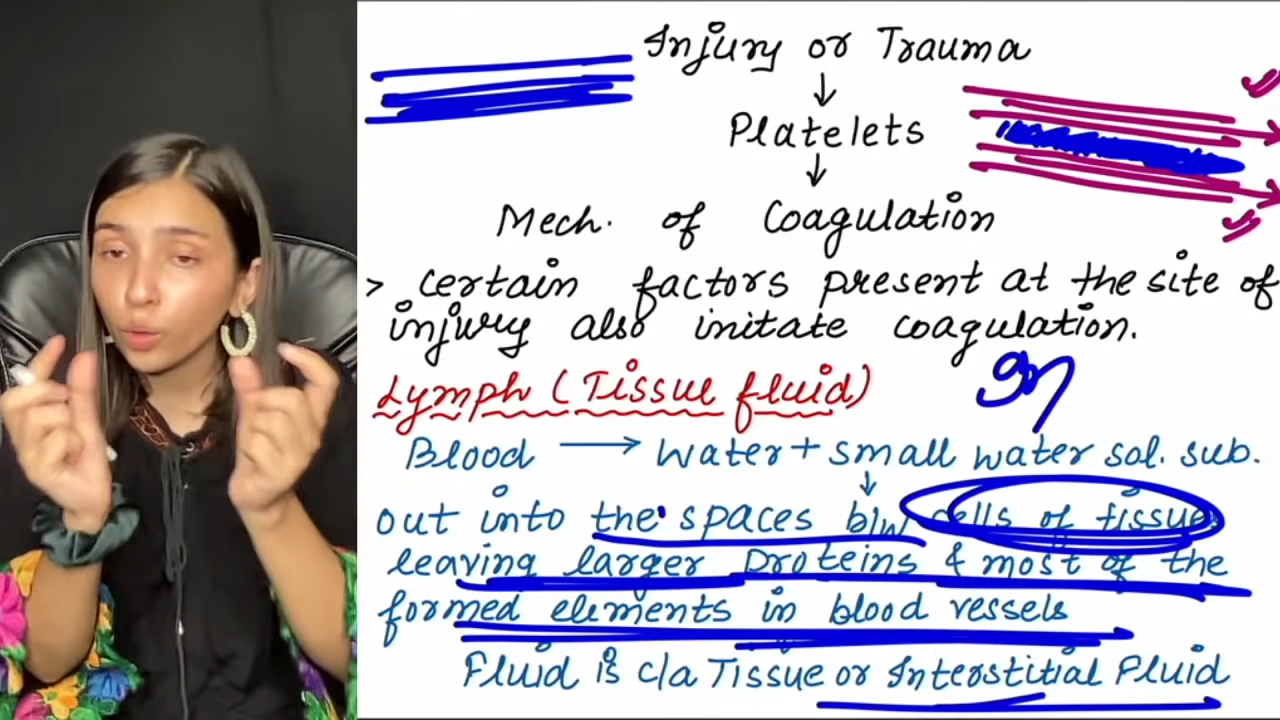 Injury or Trauma
↓
Platelets
↓
Mech. of Coagulation
> certain factors present at the site of
injury also initate coagulation.
Lymph (Tissue fluid)
Blood → Water + small water sol. sub.
↓
out into the spaces b/w cells of tissues
leaving larger proteins & most of the
formed elements in blood vessels
Fluid is c/a Tissue or Interstitial Fluid